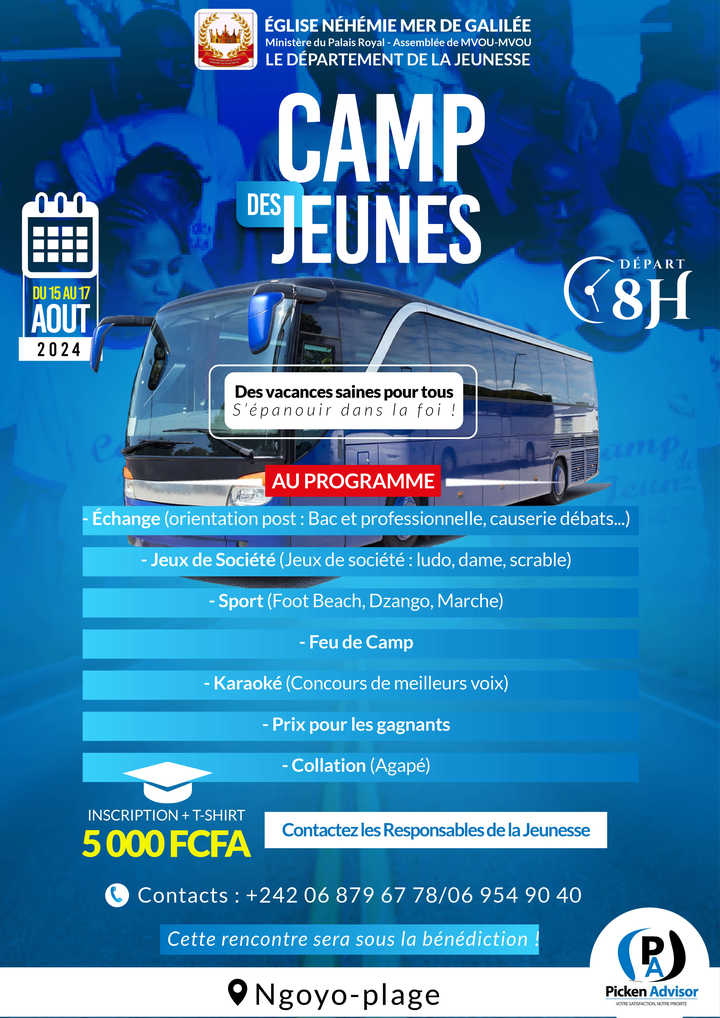 ÉGLISE NÉHÉMIE MER DE GALILÉE
Ministère du Palais Royal - Assemblée de MVOU-MVOU
LE DÉPARTEMENT DE LA JEUNESSE
CAMP
DES JEUNES
DU 15 AU 17
AOUT
2024
DÉPART
8H
Des vacances saines pour tous
S'épanouir dans la foi !
AU PROGRAMME
- Échange (orientation post : Bac et professionnelle, causerie débats...)
- Jeux de Société (Jeux de société : ludo, dame, scrable)
- Sport (Foot Beach, Dzango, Marche)
- Feu de Camp
- Karaoké (Concours de meilleurs voix)
- Prix pour les gagnants
- Collation (Agapé)
INSCRIPTION + T-SHIRT
5 000 FCFA
Contactez les Responsables de la Jeunesse
Contacts : +242 06 879 67 78/06 954 90 40
Cette rencontre sera sous la bénédiction !
Ngoyo-plage
PA
Picken Advisor
VOTRE SATISFACTION, NOTRE PRIORITE